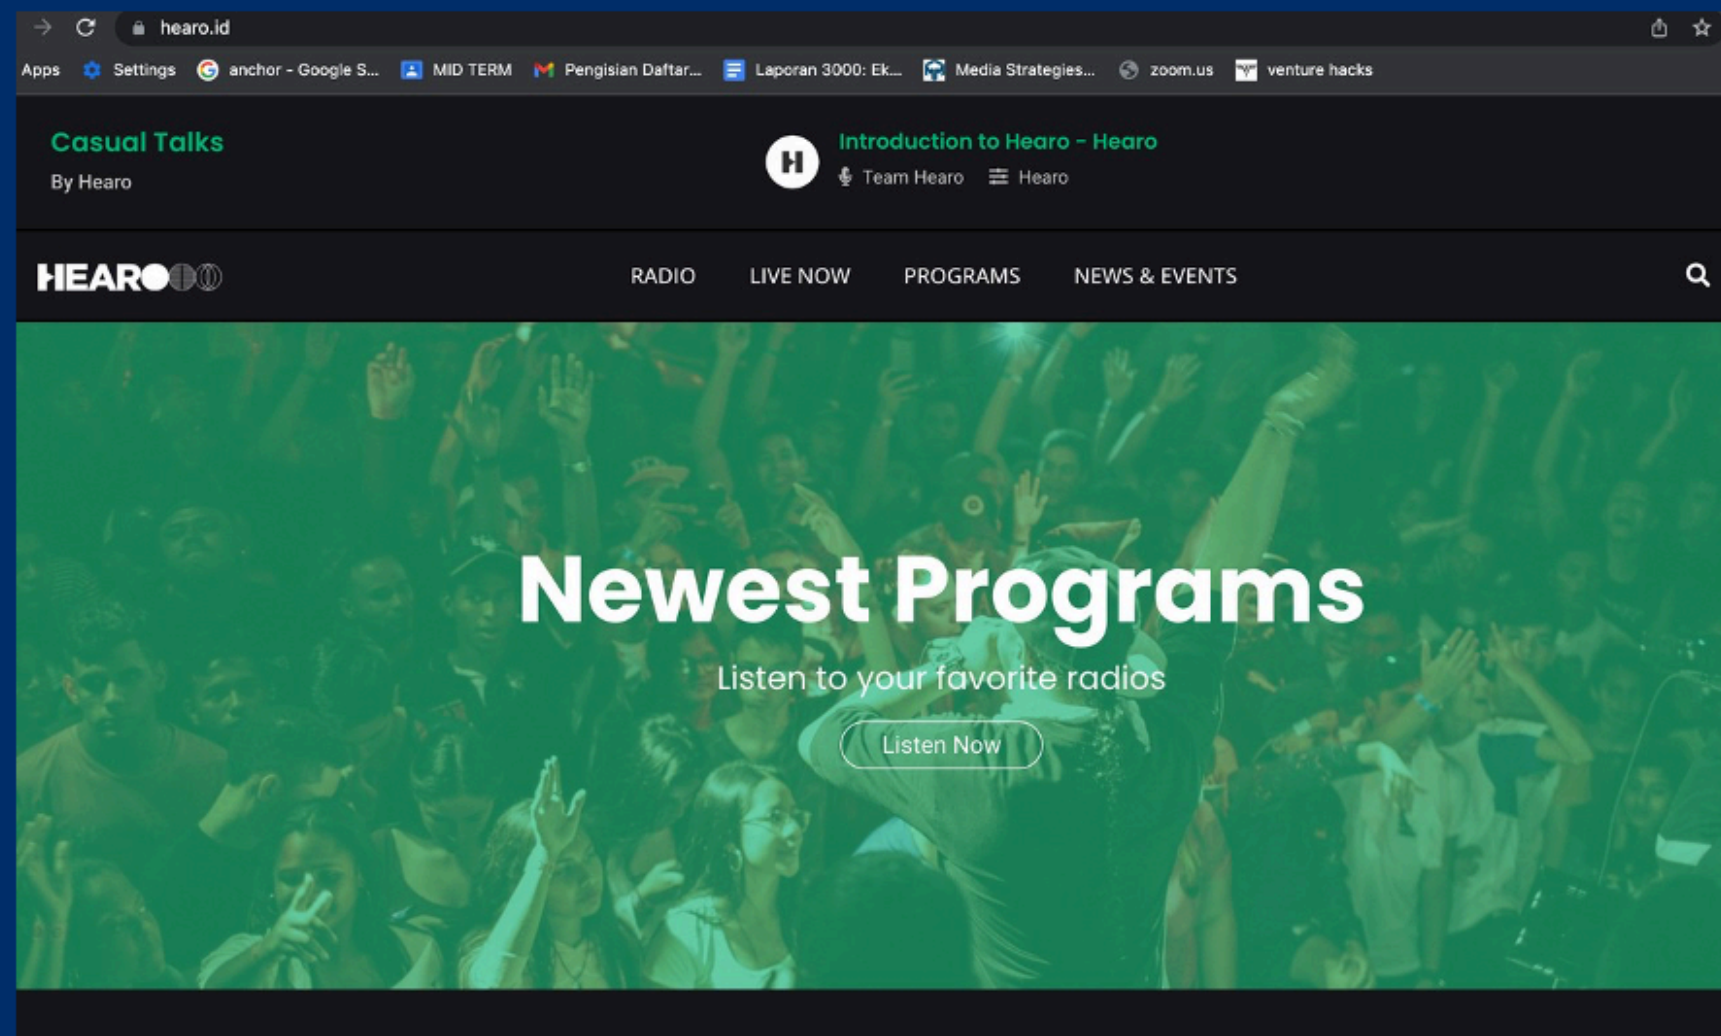 hearo.id
Apps Settings anchor - Google S... MID TERM Pengisian Daftar... Laporan 3000: Ek... Media Strategies... zoom.us venture hacks
Casual Talks
By Hearo
H
Introduction to Hearo - Hearo
Team Hearo Hearo
HEARO
RADIO LIVE NOW PROGRAMS NEWS & EVENTS
Newest Programs
Listen to your favorite radios
Listen Now